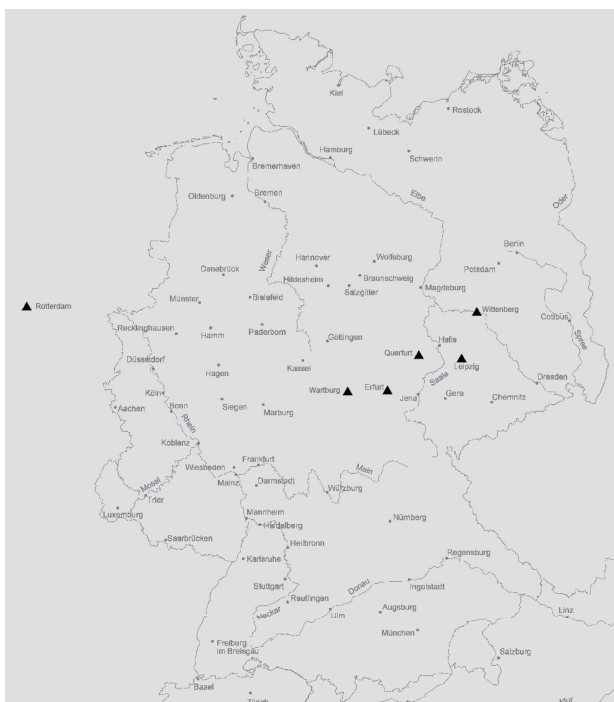 Kiel
Rostock
Lübeck
Hamburg
Schwerin
Bremerhaven
Elbe
Oldenburg
Bremen
Oder
Berlin
Weser
Hannover
Wolfsburg
Potsdam
Osnabrück
Braunschweig
Hildesheim
Salzgitter
Magdeburg
Münster
Bielefeld
Rotterdam
Wittenberg
Cottbus
Recklinghausen
Hamm
Paderborn
Spree
Göttingen
Halle
Querfurt
Düsseldorf
Kassel
Leipzig
Hagen
Saale
Dresden
Wartburg
Erfurt
Köln
Jena
Gera
Chemnitz
Aachen
Bonn
Siegen
Marburg
Rhein
Koblenz
Frankfurt
Wiesbaden
Main
Mainz
Darmstadt
Mosel
Würzburg
Trier
Luxemburg
Mannheim
Nürnberg
Heidelberg
Saarbrücken
Heilbronn
Karlsruhe
Regensburg
Stuttgart
Donau
Ingolstadt
Reutlingen
Neckar
Ulm
Augsburg
Linz
München
Freiburg
im Breisgau
Salzburg
Basel
Zürich
Mur